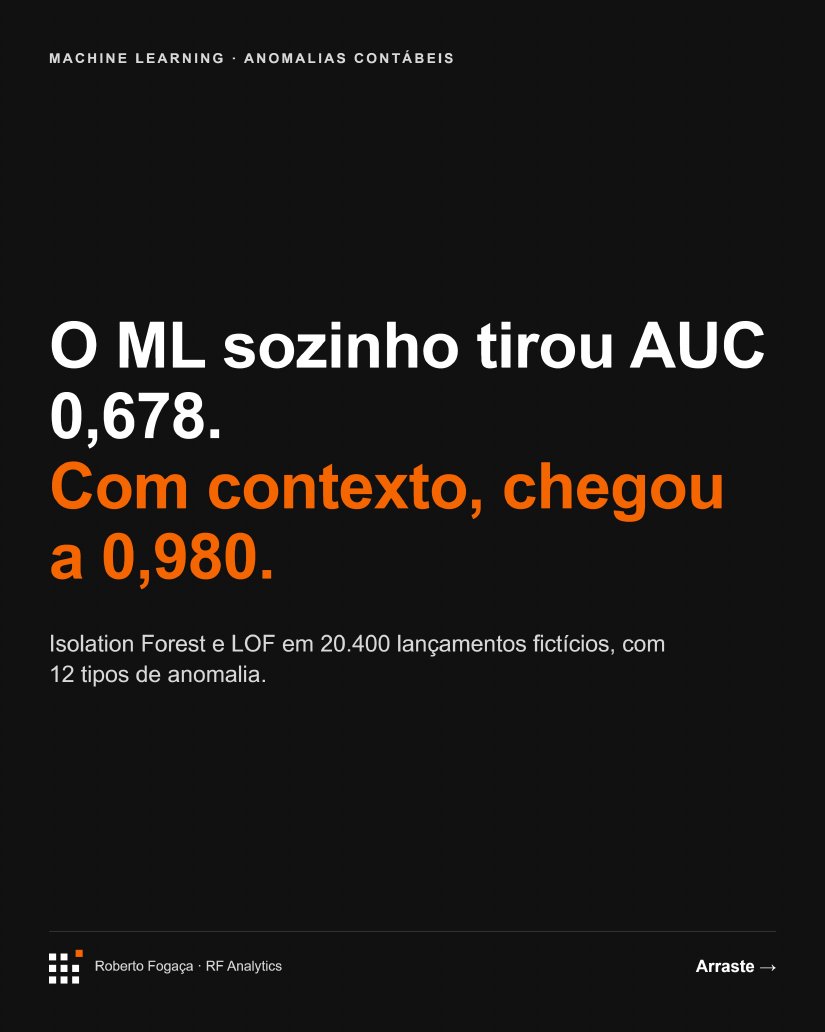 MACHINE LEARNING · ANOMALIAS CONTÁBEIS
O ML sozinho tirou AUC
0,678.
Com contexto, chegou
a 0,980.
Isolation Forest e LOF em 20.400 lançamentos fictícios, com
12 tipos de anomalia.
Roberto Fogaça · RF Analytics
Arraste →